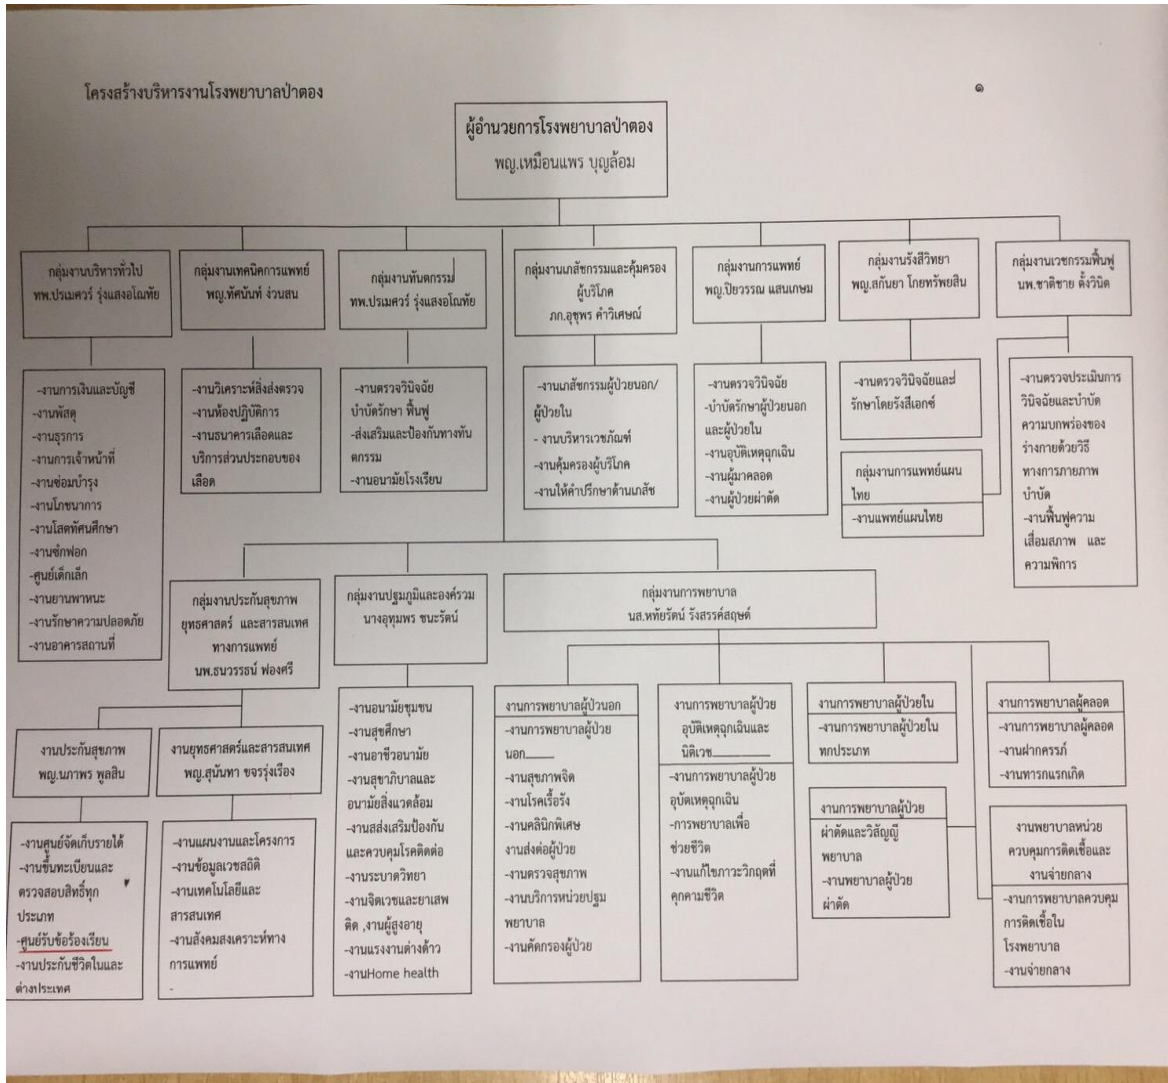 โครงสร้างบริหารงานโรงพยาบาลป่าตอง
๑
ผู้อำนวยการโรงพยาบาลป่าตอง
พญ.เหมือนแพร บุญล้อม
กลุ่มงานบริหารทั่วไป
ทพ.ปรเมศวร์ รุ่งแสงอโณทัย
กลุ่มงานเทคนิคการแพทย์
พญ.ทัศนันท์ ง่วนสน
กลุ่มงานทันตกรรม
ทพ.ปรเมศวร์ รุ่งแสงอโณทัย
กลุ่มงานเภสัชกรรมและคุ้มครอง
ผู้บริโภค
ภก.อุชุพร คำวิเศษณ์
กลุ่มงานการแพทย์
พญ.ปิยวรรณ แสนเกษม
กลุ่มงานรังสีวิทยา
พญ.สกันยา โกยทรัพยสิน
กลุ่มงานเวชกรรมฟื้นฟู
นพ.ชาติชาย ตั้งวินิต
-งานการเงินและบัญชี
-งานพัสดุ
-งานธุรการ
-งานการเจ้าหน้าที่
-งานซ่อมบำรุง
-งานโภชนาการ
-งานโสตทัศนศึกษา
-งานซักฟอก
-ศูนย์เด็กเล็ก
-งานยานพาหนะ
-งานรักษาความปลอดภัย
-งานอาคารสถานที่
-งานวิเคราะห์สิ่งส่งตรวจ
-งานห้องปฏิบัติการ
-งานธนาคารเลือดและ
บริการส่วนประกอบของ
เลือด
-งานตรวจวินิจฉัย
บำบัดรักษา ฟื้นฟู
-ส่งเสริมและป้องกันทางทัน
ตกรรม
-งานอนามัยโรงเรียน
-งานเภสัชกรรมผู้ป่วยนอก/
ผู้ป่วยใน
- งานบริหารเวชภัณฑ์
-งานคุ้มครองผู้บริโภค
-งานให้คำปรึกษาด้านเภสัช
-งานตรวจวินิจฉัย
-บำบัดรักษาผู้ป่วยนอก
และผู้ป่วยใน
-งานอุบัติเหตุฉุกเฉิน
-งานผู้มาคลอด
-งานผู้ป่วยผ่าตัด
-งานตรวจวินิจฉัยและ
รักษาโดยรังสีเอกซ์
กลุ่มงานการแพทย์แผน
ไทย
-งานแพทย์แผนไทย
-งานตรวจประเมินการ
วินิจฉัยและบำบัด
ความบกพร่องของ
ร่างกายด้วยวิธี
ทางการภายภาพ
บำบัด
-งานฟื้นฟูความ
เสื่อมสภาพ และ
ความพิการ
กลุ่มงานประกันสุขภาพ
ยุทธศาสตร์ และสารสนเทศ
ทางการแพทย์
นพ.ธนวรรธน์ ฟองศรี
กลุ่มงานปฐมภูมิและองค์รวม
นางอุทุมพร ชนะรัตน์
กลุ่มงานการพยาบาล
นส.หทัยรัตน์ รังสรรค์สฤษดิ์
งานประกันสุขภาพ
พญ.นภาพร พูลสิน
งานยุทธศาสตร์และสารสนเทศ
พญ.สุนันทา ขจรรุ่งเรือง
-งานศูนย์จัดเก็บรายได้
-งานขึ้นทะเบียนและ
ตรวจสอบสิทธิ์ทุก
ประเภท
-ศูนย์รับข้อร้องเรียน
-งานประกันชีวิตในและ
ต่างประเทศ
-งานแผนงานและโครงการ
-งานข้อมูลเวชสถิติ
-งานเทคโนโลยีและ
สารสนเทศ
-งานสังคมสงเคราะห์ทาง
การแพทย์
-
-งานอนามัยชุมชน
-งานสุขศึกษา
-งานอาชีวอนามัย
-งานสุขาภิบาลและ
อนามัยสิ่งแวดล้อม
-งานสส่งเสริมป้องกัน
และควบคุมโรคติดต่อ
-งานระบาดวิทยา
-งานจิตเวชและยาเสพ
ติด ,งานผู้สูงอายุ
-งานแรงงานต่างด้าว
-งานHome health
งานการพยาบาลผู้ป่วนอก
-งานการพยาบาลผู้ป่วย
นอก
-งานสุขภาพจิต
-งานโรคเรื้อรัง
-งานคลินิกพิเศษ
งานส่งต่อผู้ป่วย
-งานตรวจสุขภาพ
-งานบริการหน่วยปฐม
พยาบาล
-งานคัดกรองผู้ป่วย
งานการพยาบาลผู้ป่วย
อุบัติเหตุฉุกเฉินและ
นิติเวช
-งานการพยาบาลผู้ป่วย
อุบัตเหตุฉุกเฉิน
-การพยาบาลเพื่อ
ช่วยชีวิต
-งานแก้ไขภาวะวิกฤตที่
คุกคามชีวิต
งานการพยาบาลผู้ป่วยใน
-งานการพยาบาลผู้ป่วยใน
ทกประเภท
งานการพยาบาลผู้ป่วย
ผ่าตัดและวิสัญญี
พยาบาล
-งานพยาบาลผู้ป่วย
ผ่าตัด
งานการพยาบาลผู้คลอด
-งานการพยาบาลผู้คลอด
-งานฝากครรภ์
-งานทารกแรกเกิด
งานพยาบาลหน่วย
ควบคุมการติดเชื้อและ
งานจ่ายกลาง
-งานการพยาบาลควบคุม
การติดเชื้อใน
โรงพยาบาล
-งานจ่ายกลาง